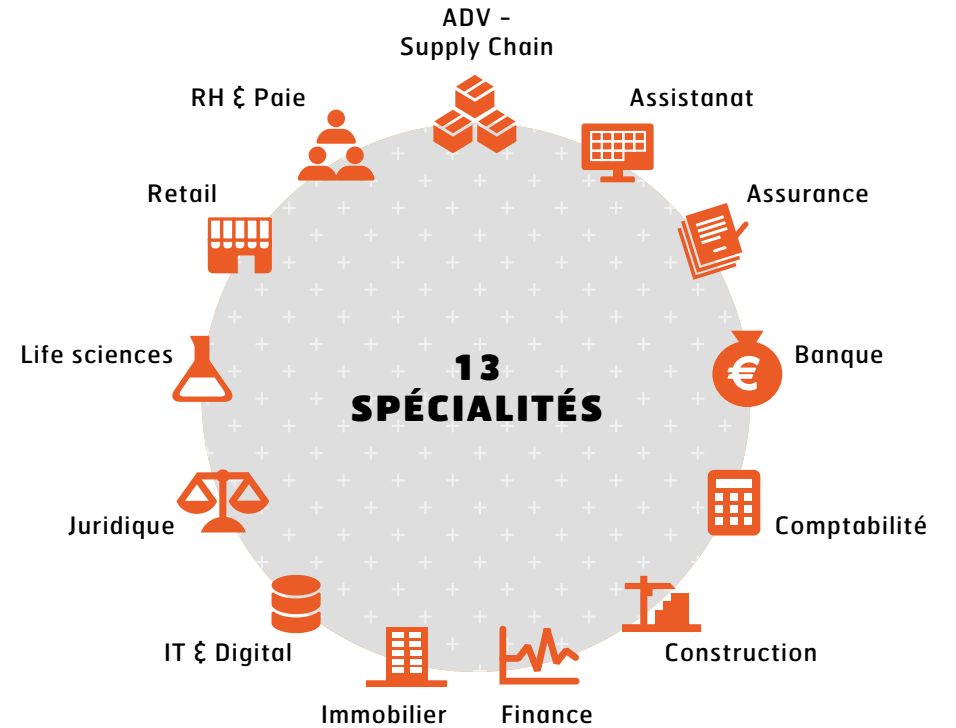 ADV -
Supply Chain
RH & Paie
Assistanat
Retail
Assurance
Life sciences
Banque
13
SPÉCIALITÉS
Juridique
Comptabilité
IT & Digital
Construction
Immobilier
Finance